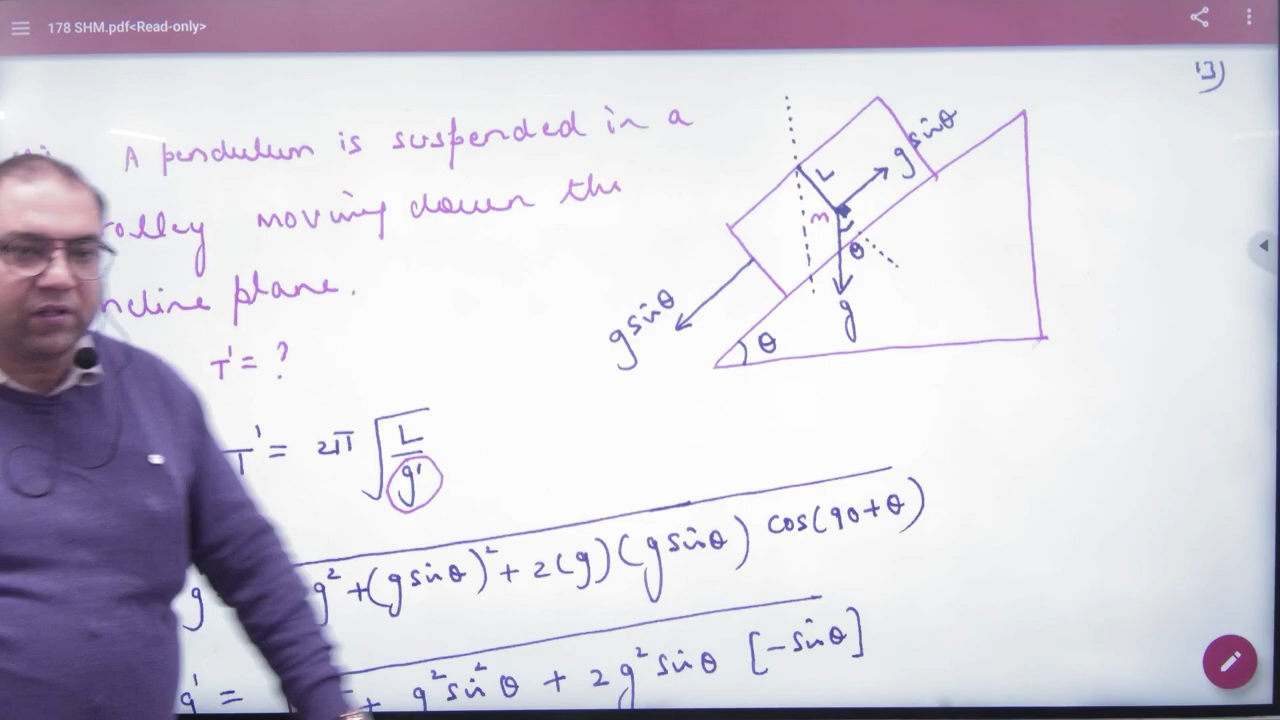 178 SHM.pdf<Read-only>
13)
A pendulum is suspended in a
rolley moving down the
ncline plane.
T' = ?
T' = 2π √(L/g')
g g² + (g sinθ)² + 2(g)(g sinθ) cos(90+θ)
g' = + g² sin²θ + 2g² sinθ [-sinθ]
L
g sinθ
m
θ
g
g sinθ
θ